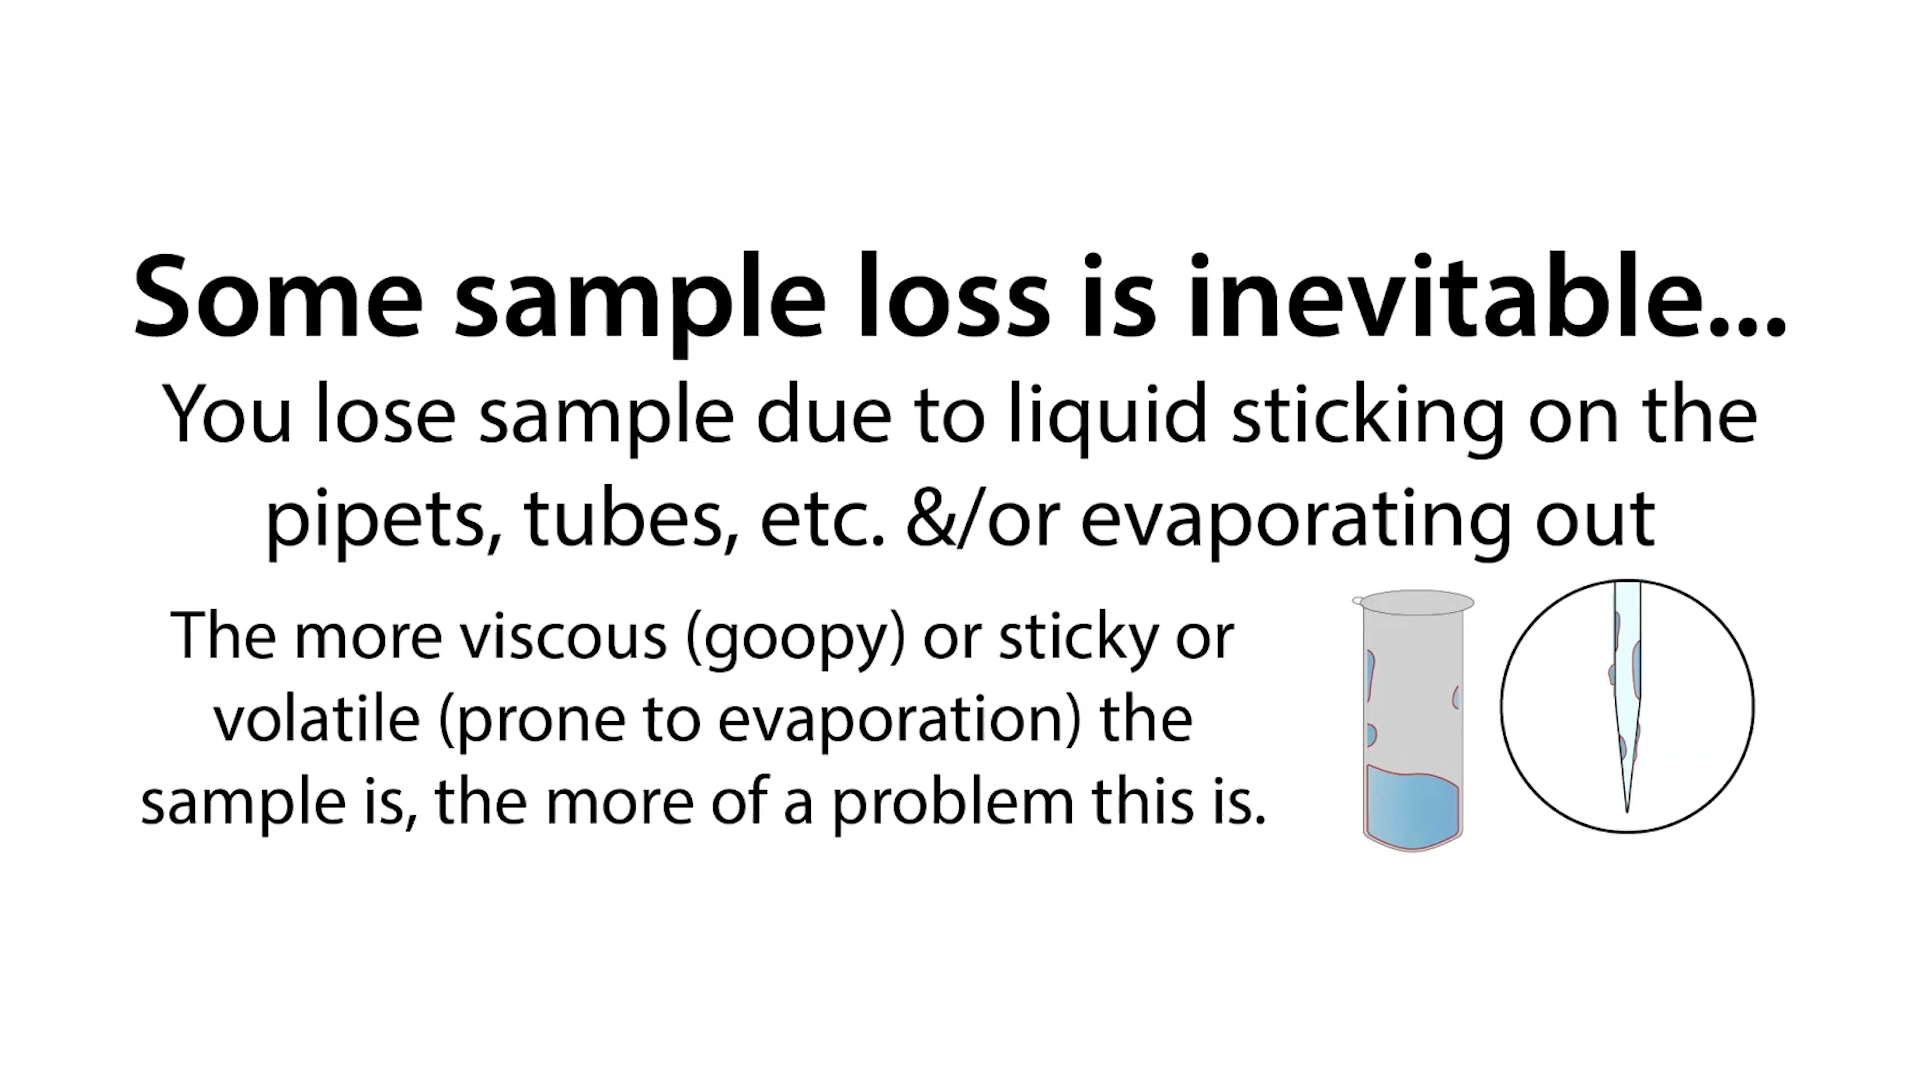 Some sample loss is inevitable...
You lose sample due to liquid sticking on the
pipets, tubes, etc. &/or evaporating out
The more viscous (goopy) or sticky or
volatile (prone to evaporation) the
sample is, the more of a problem this is.